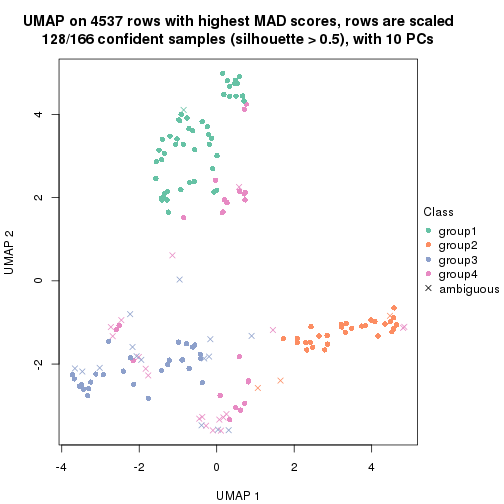 UMAP on 4537 rows with highest MAD scores, rows are scaled
128/166 confident samples (silhouette > 0.5), with 10 PCs
4
2
0
-2
UMAP 2
-4
-2
0
2
4
UMAP 1
Class
group1
group2
group3
group4
ambiguous